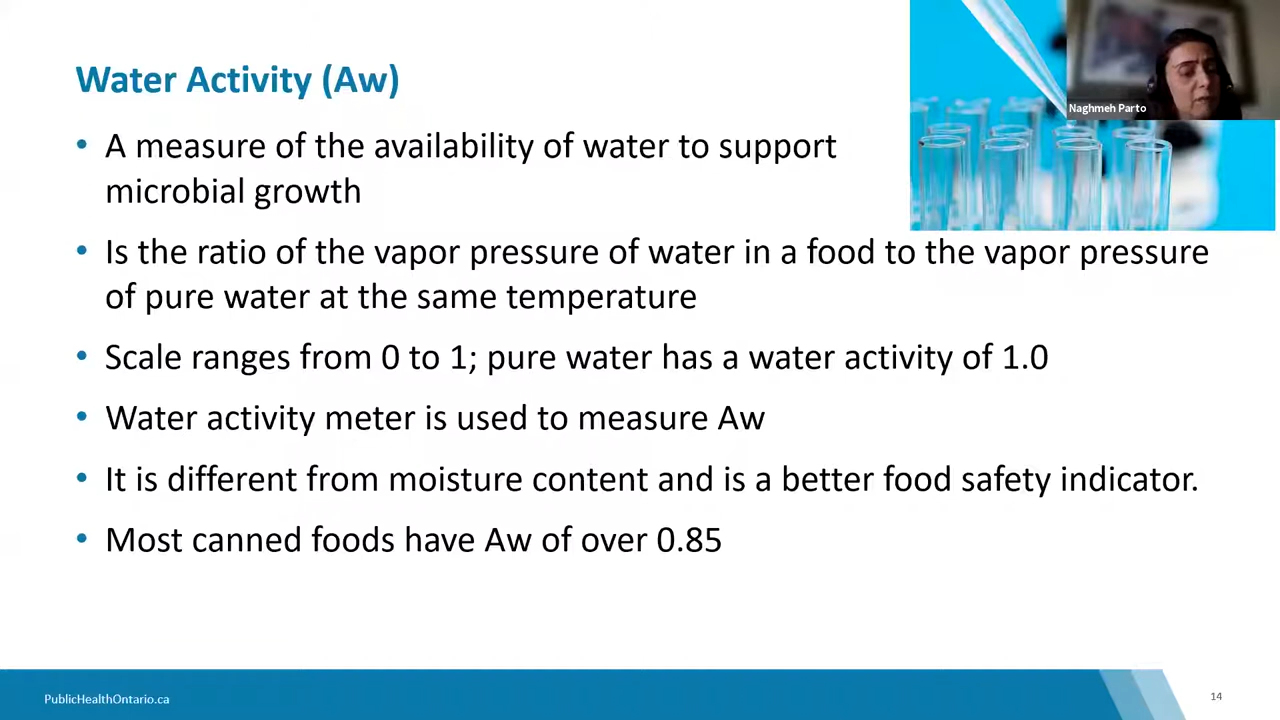 Water Activity (Aw)
Naghmeh Parto
• A measure of the availability of water to support
microbial growth
• Is the ratio of the vapor pressure of water in a food to the vapor pressure
of pure water at the same temperature
• Scale ranges from 0 to 1; pure water has a water activity of 1.0
• Water activity meter is used to measure Aw
• It is different from moisture content and is a better food safety indicator.
• Most canned foods have Aw of over 0.85
PublicHealthOntario.ca
14